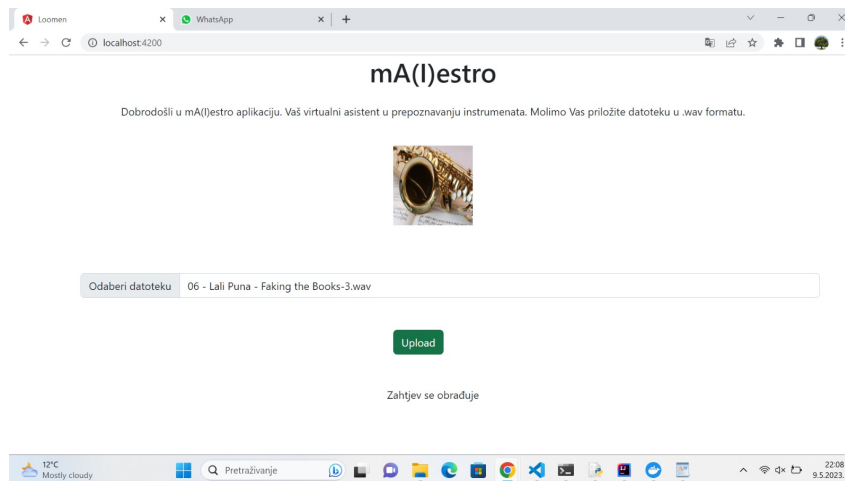 Loomen
WhatsApp
localhost:4200
mA(I)estro
Dobrodošli u mA(I)estro aplikaciju. Vaš virtualni asistent u prepoznavanju instrumenata. Molimo Vas priložite datoteku u .wav formatu.
Odaberi datoteku 06 - Lali Puna - Faking the Books-3.wav
Upload
Zahtjev se obrađuje
12°C
Mostly cloudy
Pretraživanje
22:08
9.5.2023.